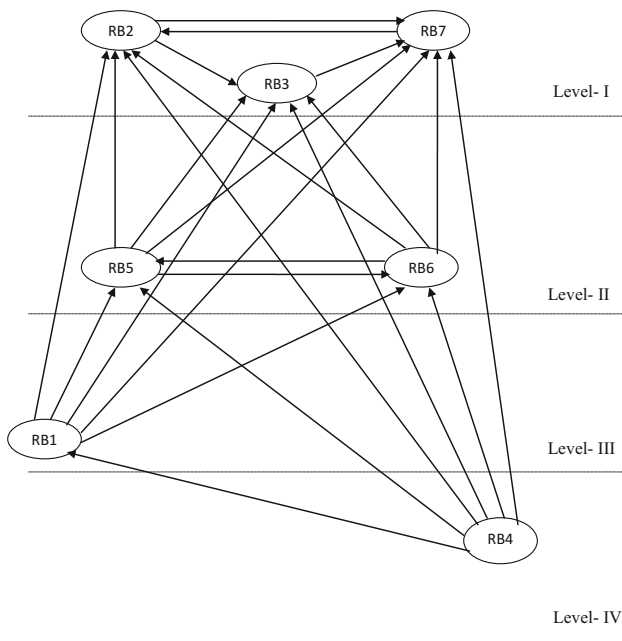 RB2
RB7
RB3
Level- I
RB5
RB6
Level- II
RB1
Level- III
RB4
Level- IV